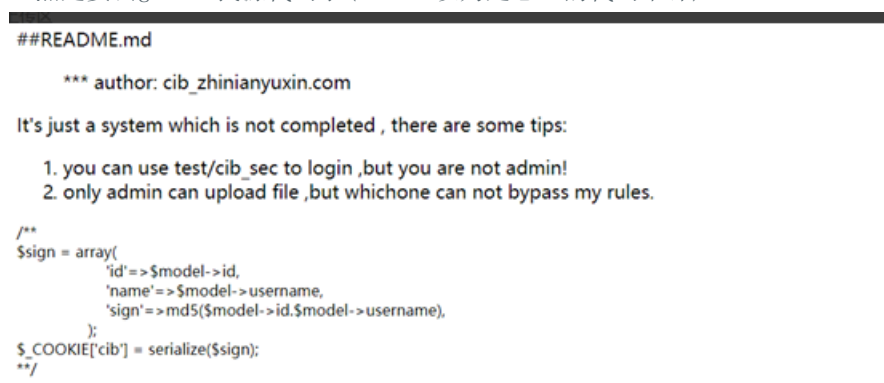 ##README.md
*** author: cib_zhinianyuxin.com
It's just a system which is not completed , there are some tips:
1. you can use test/cib_sec to login ,but you are not admin!
2. only admin can upload file ,but whichone can not bypass my rules.
/**
$sign = array(
'id'=>$model->id,
'name'=>$model->username,
'sign'=>md5($model->id.$model->username),
);
$_COOKIE['cib'] = serialize($sign);
**/